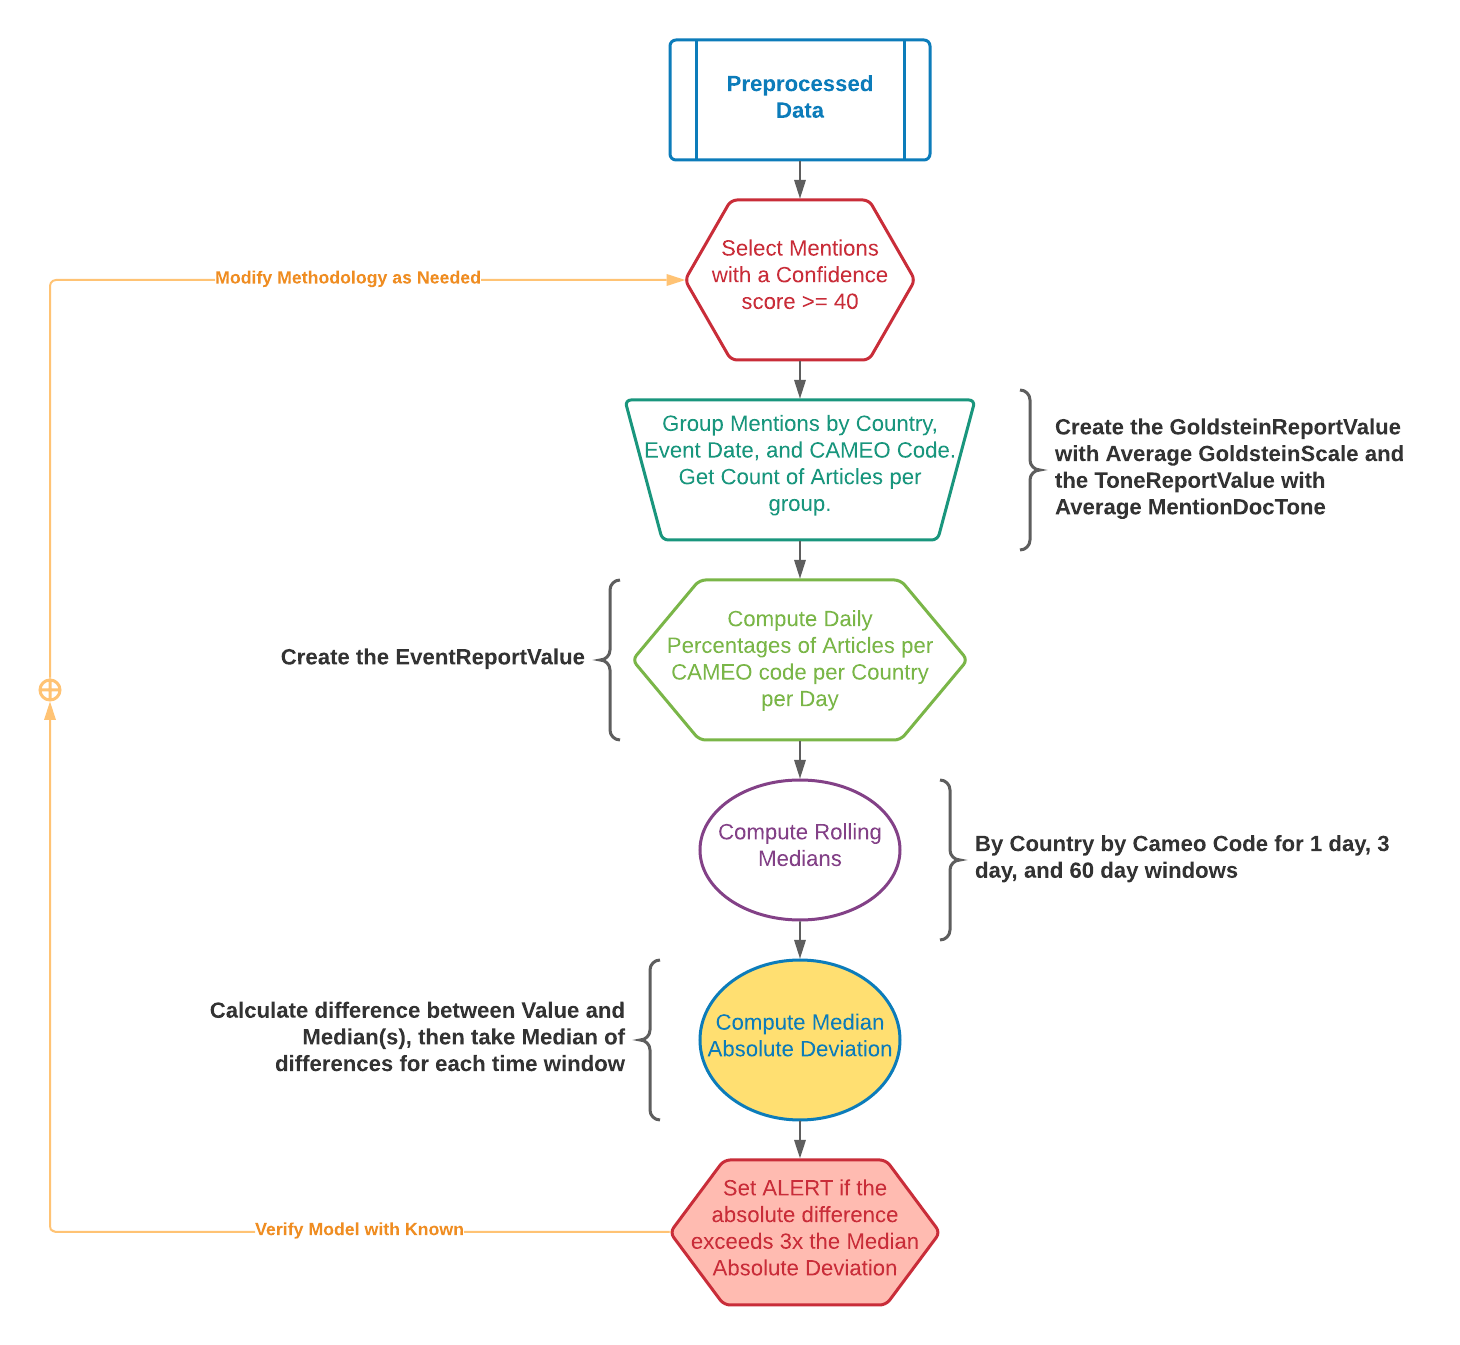 Preprocessed
Data
Select Mentions
with a Confidence
score >= 40
Modify Methodology as Needed
Group Mentions by Country,
Event Date, and CAMEO Code.
Get Count of Articles per
group.
Create the GoldsteinReportValue
with Average GoldsteinScale and
the ToneReportValue with
Average MentionDocTone
Compute Daily
Percentages of Articles per
CAMEO code per Country
per Day
Create the EventReportValue
Compute Rolling
Medians
By Country by Cameo Code for 1 day, 3
day, and 60 day windows
Calculate difference between Value and
Median(s), then take Median of
differences for each time window
Compute Median
Absolute Deviation
Set ALERT if the
absolute difference
exceeds 3x the Median
Absolute Deviation
Verify Model with Known